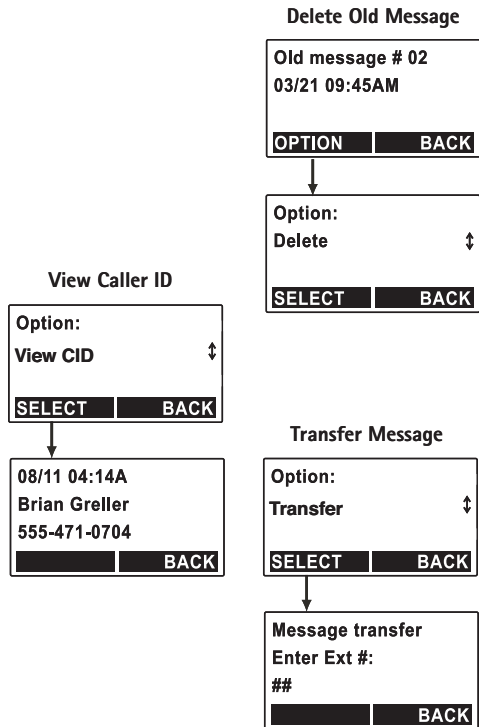 Delete Old Message
Old message # 02
03/21 09:45AM
OPTION BACK
Option:
Delete ↕
SELECT BACK
View Caller ID
Option:
View CID ↕
SELECT BACK
08/11 04:14A
Brian Greller
555-471-0704
BACK
Transfer Message
Option:
Transfer ↕
SELECT BACK
Message transfer
Enter Ext #:
##
BACK